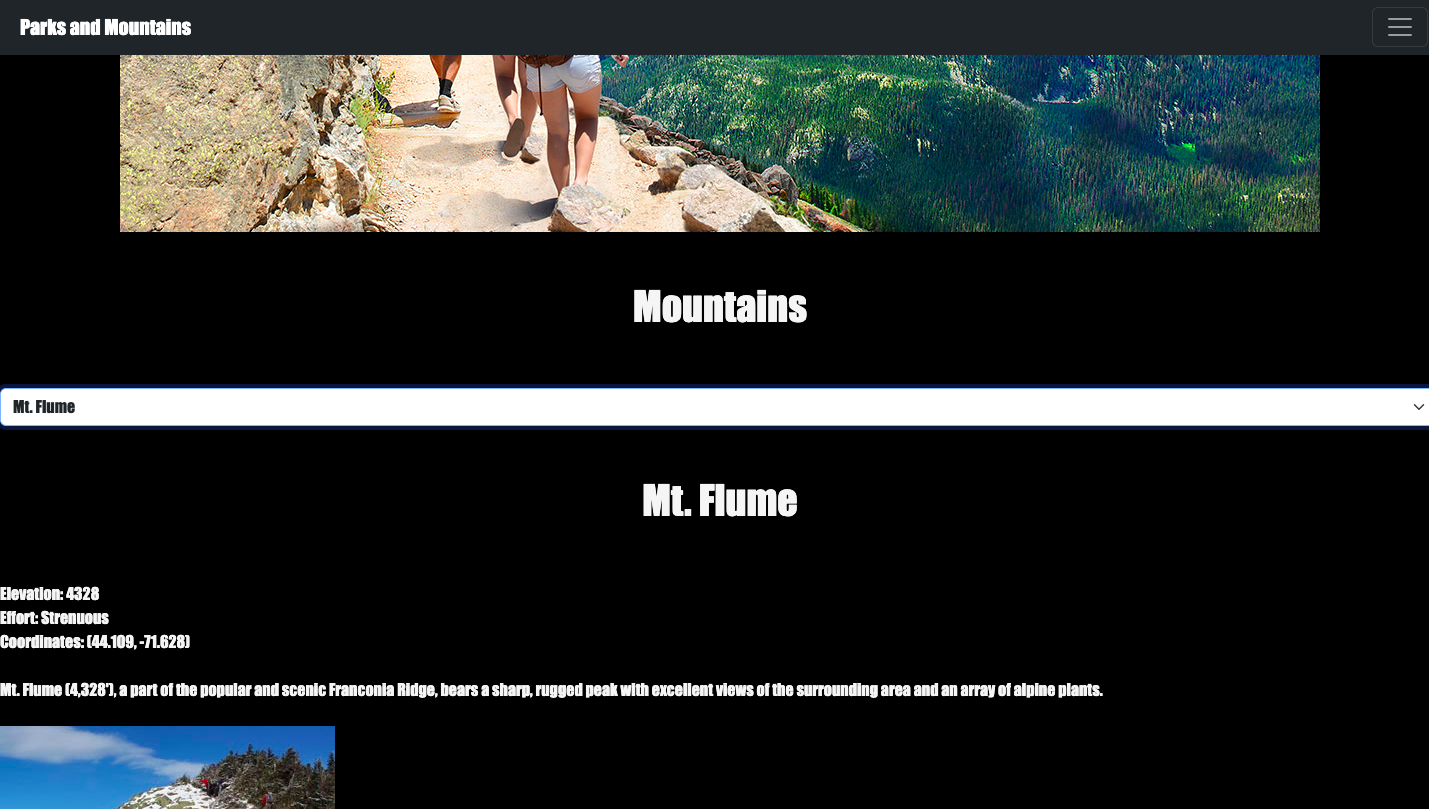 Parks and Mountains
Mountains
Mt. Flume
Mt. Flume
Elevation: 4328
Effort: Strenuous
Coordinates: (44.109, -71.628)
Mt. Flume (4,328'), a part of the popular and scenic Franconia Ridge, bears a sharp, rugged peak with excellent views of the surrounding area and an array of alpine plants.